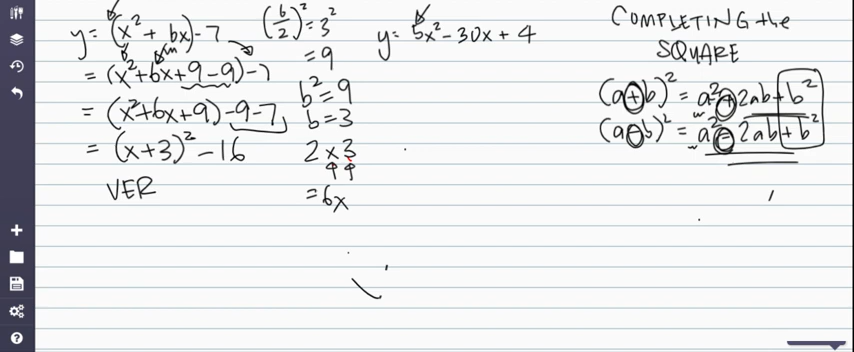 y = (x² + 6x) - 7
= (x² + 6x + 9 - 9) - 7
= (x² + 6x + 9) - 9 - 7
= (x + 3)² - 16
VER
(6/2)² = 3²
= 9
b² = 9
b = 3
2 x 3
= 6x
y = 5x² - 30x + 4
COMPLETING the
SQUARE
(a + b)² = a² + 2ab + b²
(a - b)² = a² - 2ab + b²